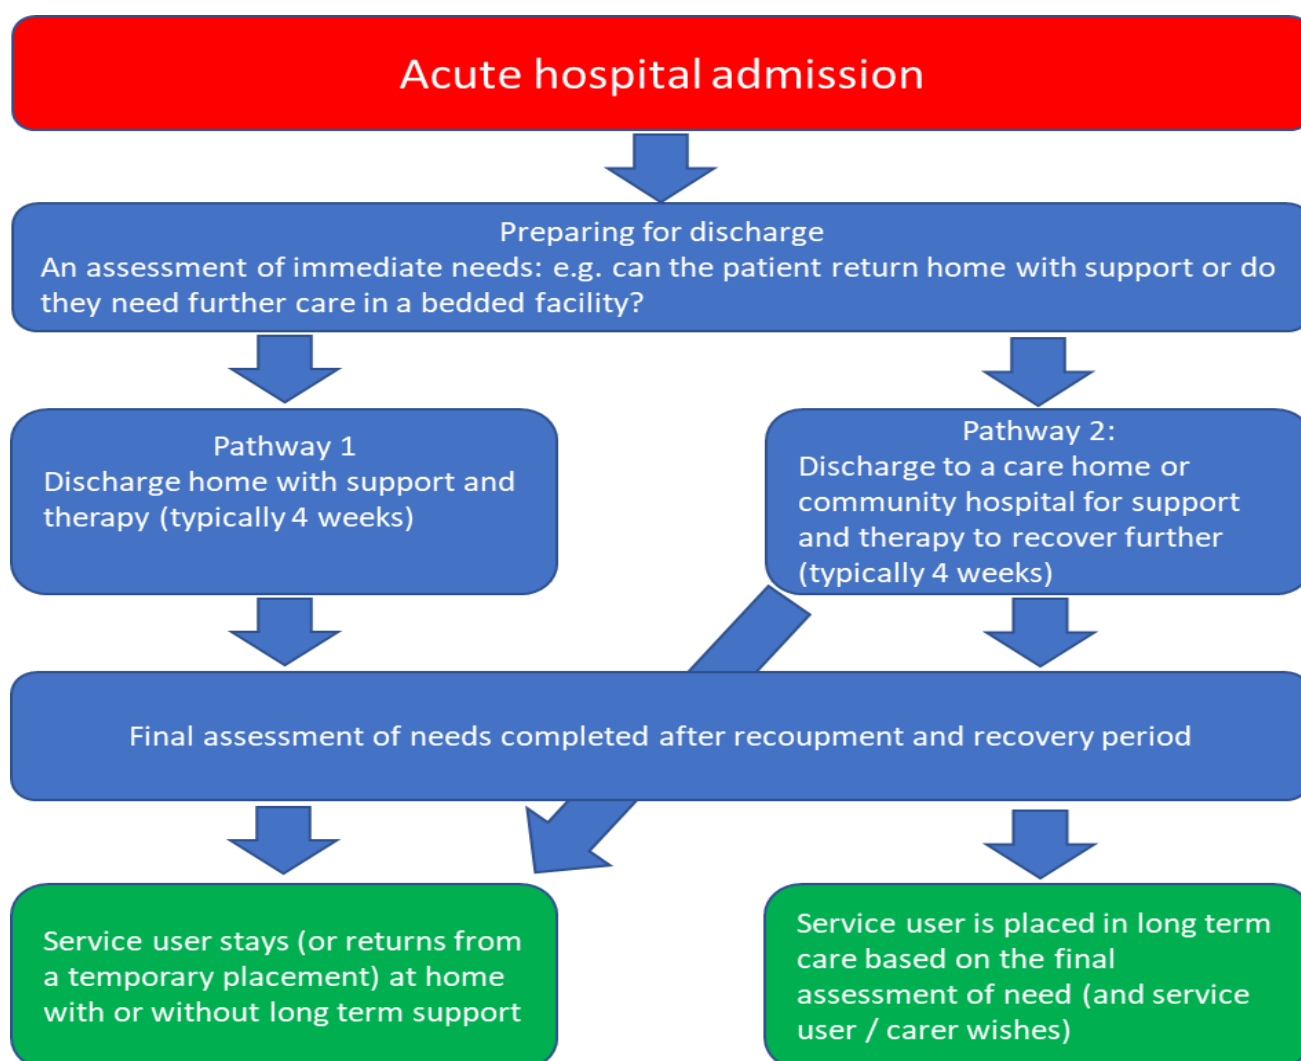 Acute hospital admission
Preparing for discharge
An assessment of immediate needs: e.g. can the patient return home with support or do
they need further care in a bedded facility?
Pathway 1
Discharge home with support and
therapy (typically 4 weeks)
Pathway 2:
Discharge to a care home or
community hospital for support
and therapy to recover further
(typically 4 weeks)
Final assessment of needs completed after recoupment and recovery period
Service user stays (or returns from
a temporary placement) at home
with or without long term support
Service user is placed in long term
care based on the final
assessment of need (and service
user / carer wishes)